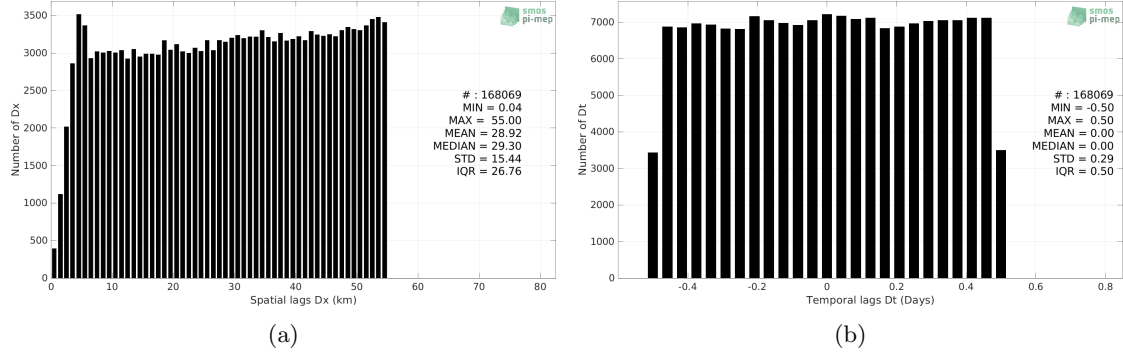 3500
3000
2500
2000
1500
1000
500
0
Number of Dx
0 10 20 30 40 50 60 70 80
Spatial lags Dx (km)
smos
pi-mep
# : 168069
MIN = 0.04
MAX = 55.00
MEAN = 28.92
MEDIAN = 29.30
STD = 15.44
IQR = 26.76
(a)
7000
6000
5000
4000
3000
2000
1000
0
Number of Dt
-0.4 -0.2 0 0.2 0.4 0.6 0.8
Temporal lags Dt (Days)
smos
pi-mep
# : 168069
MIN = -0.50
MAX = 0.50
MEAN = 0.00
MEDIAN = 0.00
STD = 0.29
IQR = 0.50
(b)